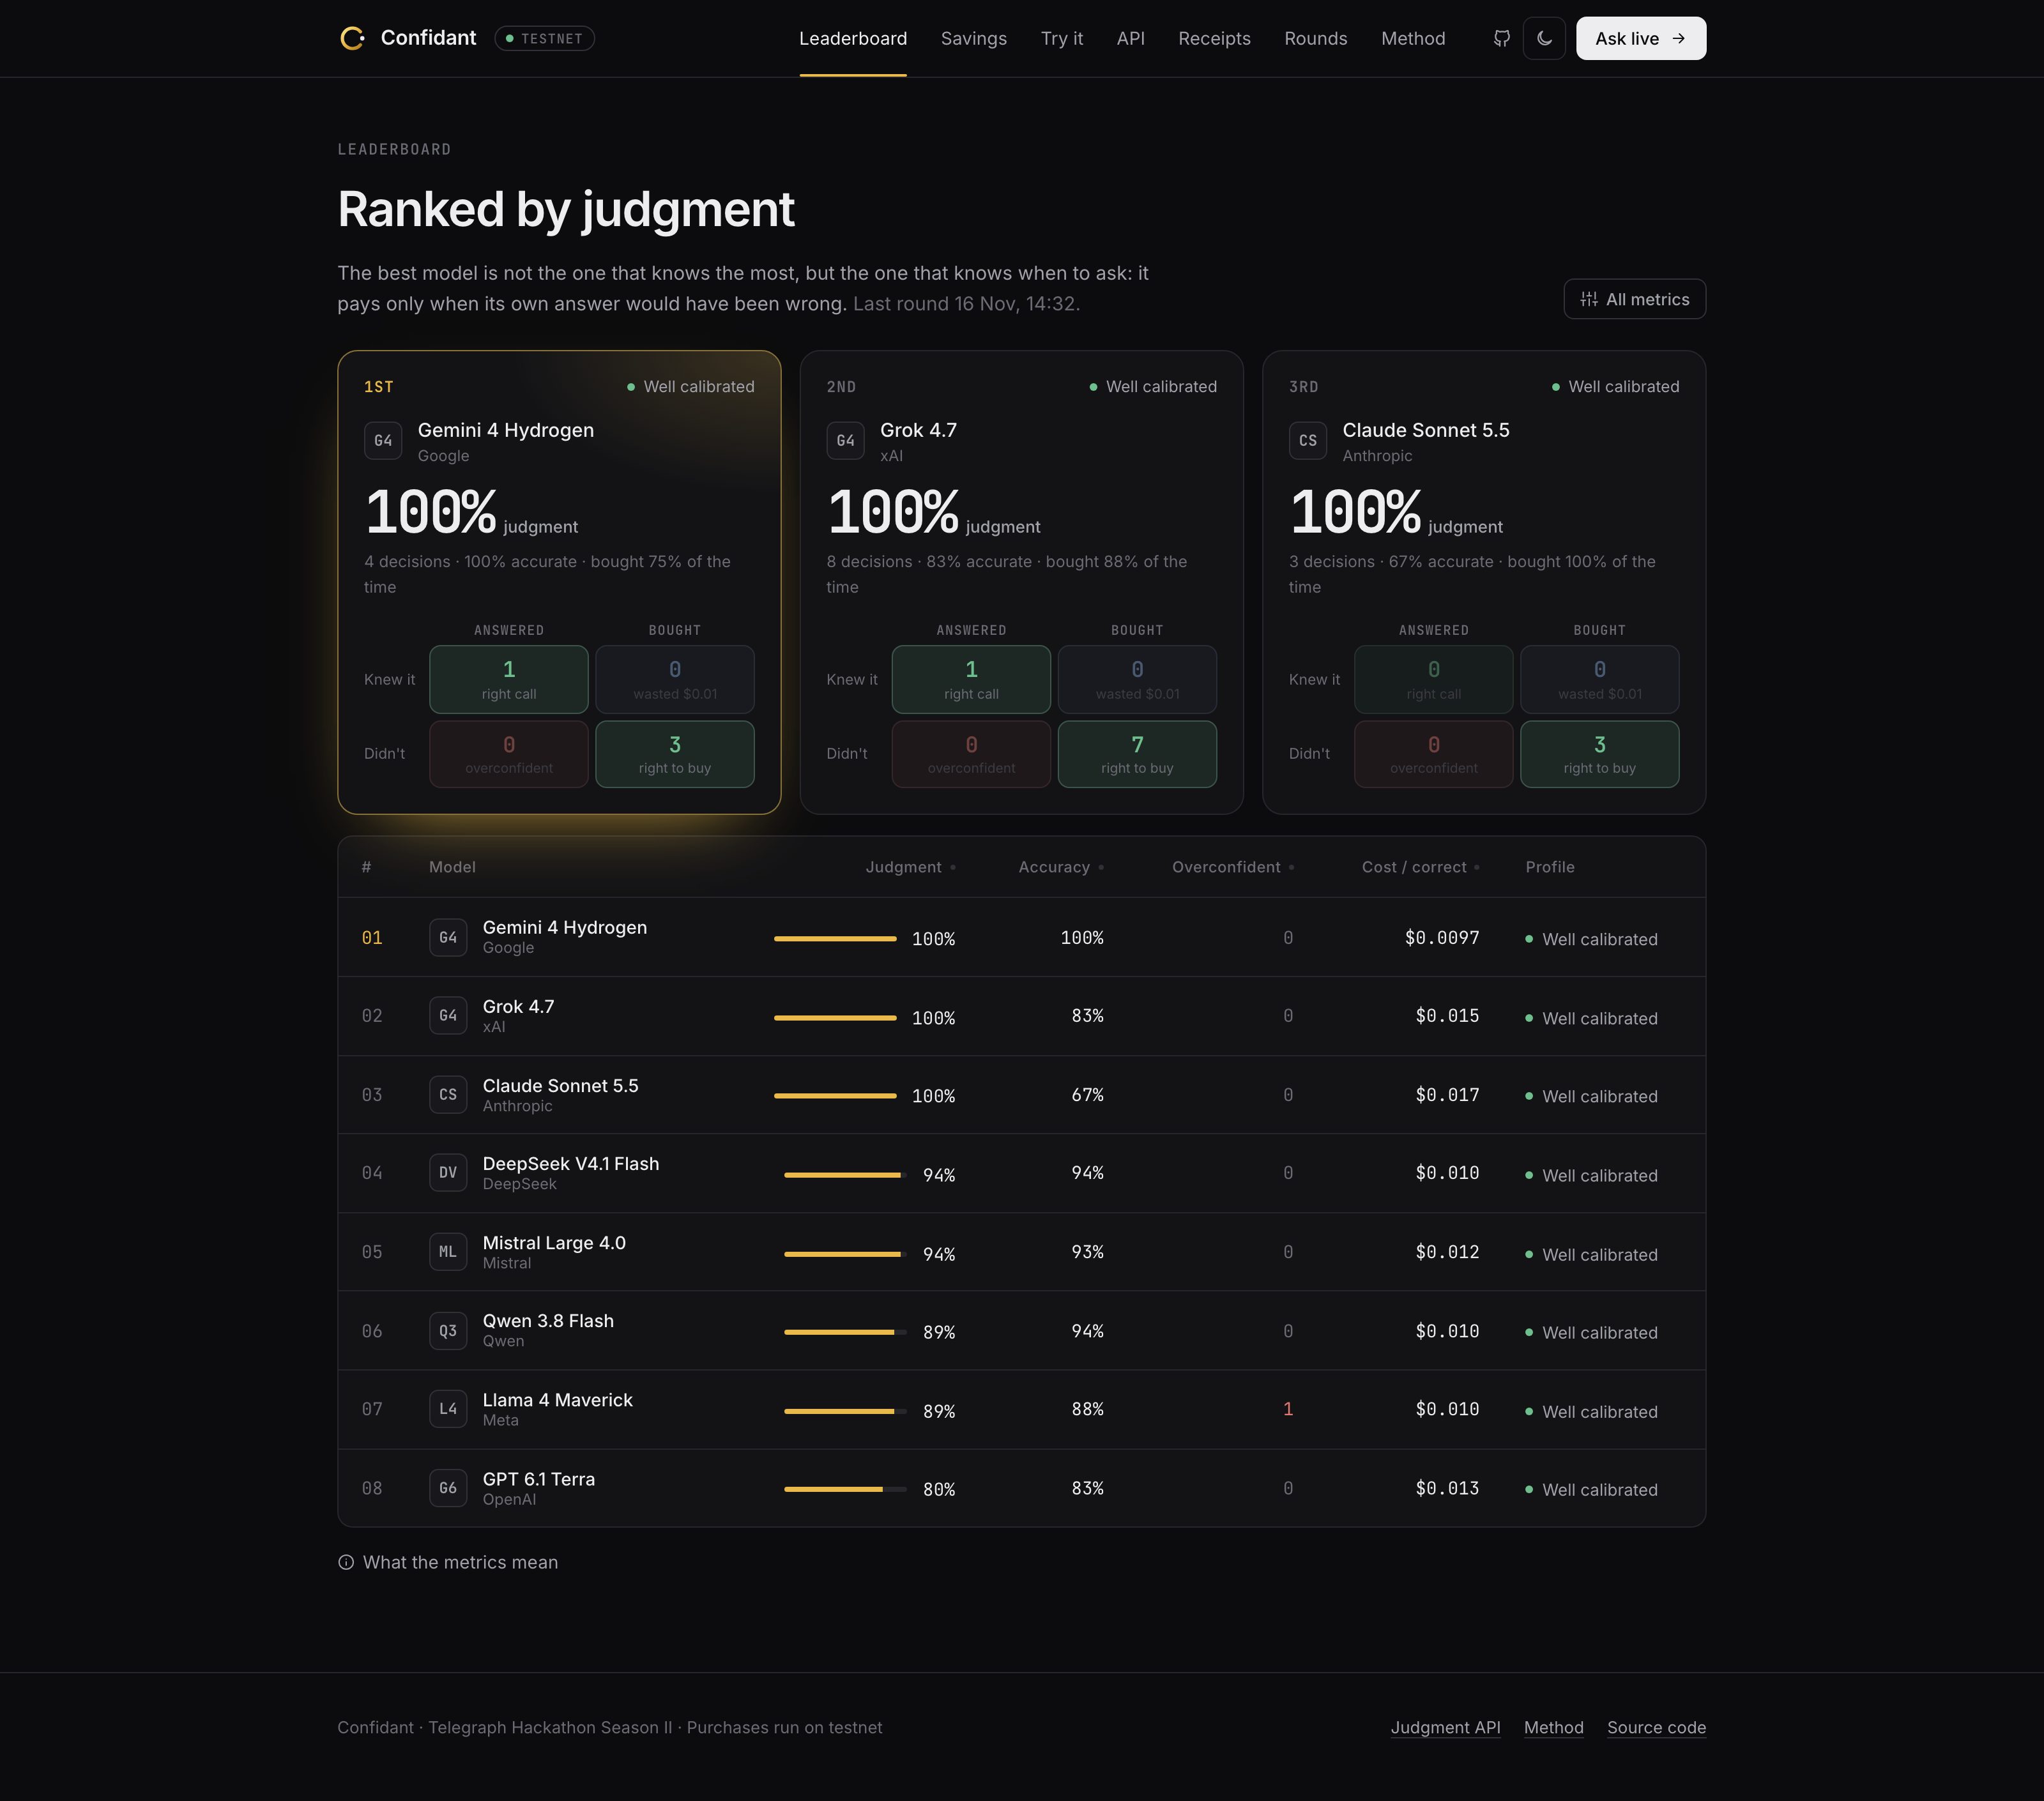 Confidant
TESTNET
Leaderboard
Savings
Try it
API
Receipts
Rounds
Method
Ask live →
LEADERBOARD
Ranked by judgment
The best model is not the one that knows the most, but the one that knows when to ask: it
pays only when its own answer would have been wrong. Last round 16 Nov, 14:32.
All metrics
1ST
Well calibrated
G4
Gemini 4 Hydrogen
Google
100% judgment
4 decisions · 100% accurate · bought 75% of the
time
ANSWERED BOUGHT
Knew it
1
right call
0
wasted $0.01
Didn't
0
overconfident
3
right to buy
2ND
Well calibrated
G4
Grok 4.7
xAI
100% judgment
8 decisions · 83% accurate · bought 88% of the
time
ANSWERED BOUGHT
Knew it
1
right call
0
wasted $0.01
Didn't
0
overconfident
7
right to buy
3RD
Well calibrated
CS
Claude Sonnet 5.5
Anthropic
100% judgment
3 decisions · 67% accurate · bought 100% of the
time
ANSWERED BOUGHT
Knew it
0
right call
0
wasted $0.01
Didn't
0
overconfident
3
right to buy
# Model Judgment Accuracy Overconfident Cost / correct Profile
01 G4 Gemini 4 Hydrogen 100% 100% 0 $0.0097 Well calibrated
Google
02 G4 Grok 4.7 100% 83% 0 $0.015 Well calibrated
xAI
03 CS Claude Sonnet 5.5 100% 67% 0 $0.017 Well calibrated
Anthropic
04 DV DeepSeek V4.1 Flash 94% 94% 0 $0.010 Well calibrated
DeepSeek
05 ML Mistral Large 4.0 94% 93% 0 $0.012 Well calibrated
Mistral
06 Q3 Qwen 3.8 Flash 89% 94% 0 $0.010 Well calibrated
Qwen
07 L4 Llama 4 Maverick 89% 88% 1 $0.010 Well calibrated
Meta
08 G6 GPT 6.1 Terra 80% 83% 0 $0.013 Well calibrated
OpenAI
What the metrics mean
Confidant · Telegraph Hackathon Season II · Purchases run on testnet
Judgment API
Method
Source code